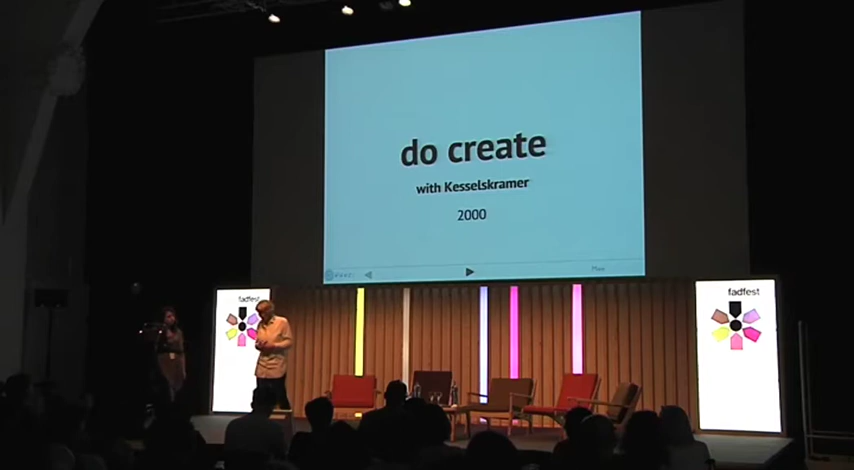 do create
with Kesselskramer
2000
fadfest
fadfest